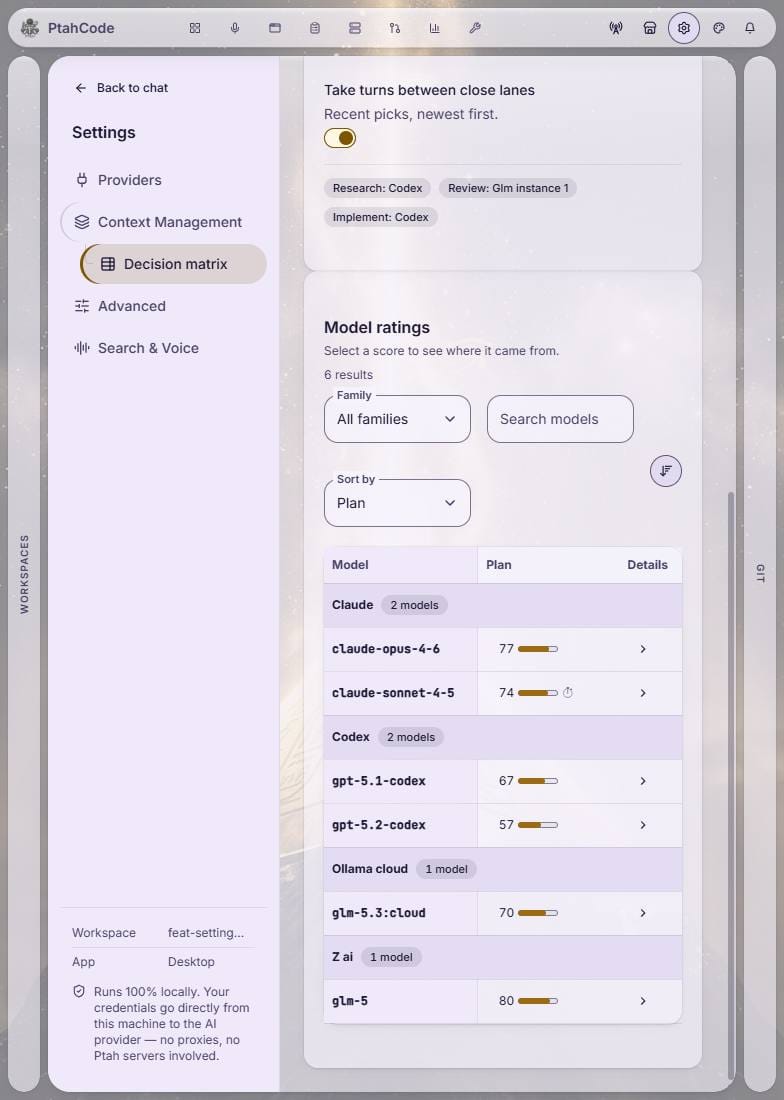 PtahCode
WORKSPACES
Back to chat
Settings
Providers
Context Management
Decision matrix
Advanced
Search & Voice
Workspace feat-setting...
App Desktop
Runs 100% locally. Your
credentials go directly from
this machine to the AI
provider — no proxies, no
Ptah servers involved.
Take turns between close lanes
Recent picks, newest first.
Research: Codex Review: Glm instance 1
Implement: Codex
Model ratings
Select a score to see where it came from.
6 results
Family
All families Search models
Sort by
Plan
Model Plan Details
Claude 2 models
claude-opus-4-6 77
claude-sonnet-4-5 74
Codex 2 models
gpt-5.1-codex 67
gpt-5.2-codex 57
Ollama cloud 1 model
glm-5.3:cloud 70
Z ai 1 model
glm-5 80
GIT